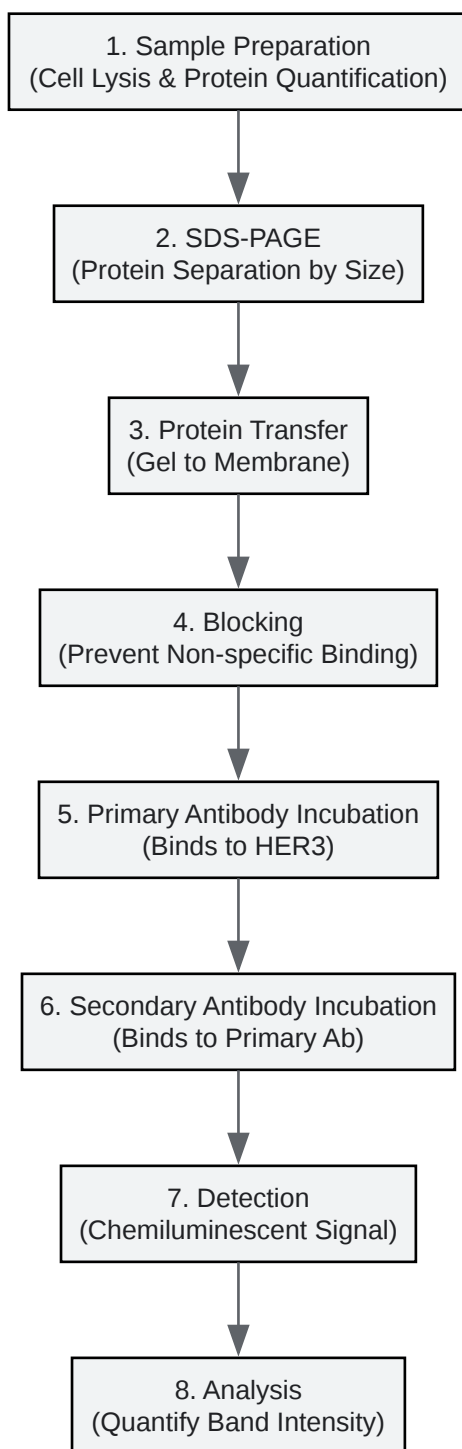 1. Sample Preparation
(Cell Lysis & Protein Quantification)
2. SDS-PAGE
(Protein Separation by Size)
3. Protein Transfer
(Gel to Membrane)
4. Blocking
(Prevent Non-specific Binding)
5. Primary Antibody Incubation
(Binds to HER3)
6. Secondary Antibody Incubation
(Binds to Primary Ab)
7. Detection
(Chemiluminescent Signal)
8. Analysis
(Quantify Band Intensity)